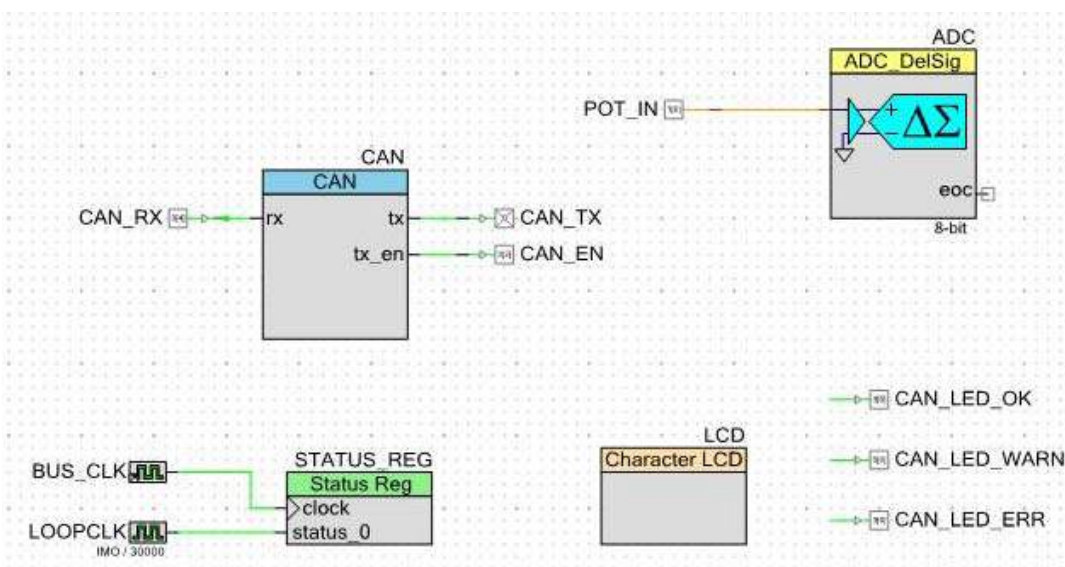 ADC
ADC_DelSig
POT_IN
+
ΔΣ
−
eoc
8-bit
CAN
CAN
CAN_RX
rx
tx
CAN_TX
tx_en
CAN_EN
CAN_LED_OK
LCD
Character LCD
CAN_LED_WARN
CAN_LED_ERR
STATUS_REG
Status Reg
BUS_CLK
clock
LOOPCLK
status_0
IMO / 30000